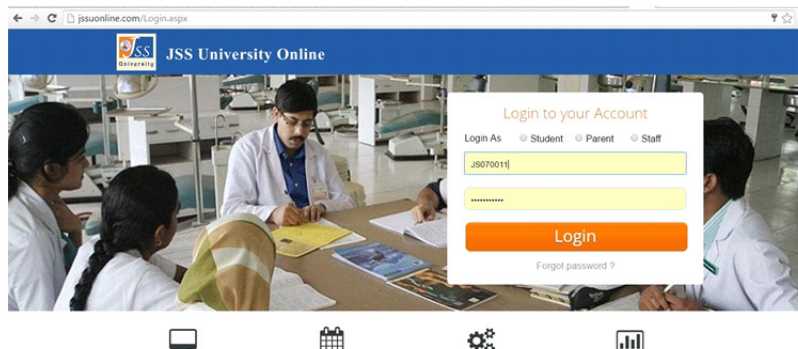 jssuonline.com/Login.aspx
JSS
University
JSS University Online
Login to your Account
Login As Student Parent Staff
JS070011
Login
Forgot password ?